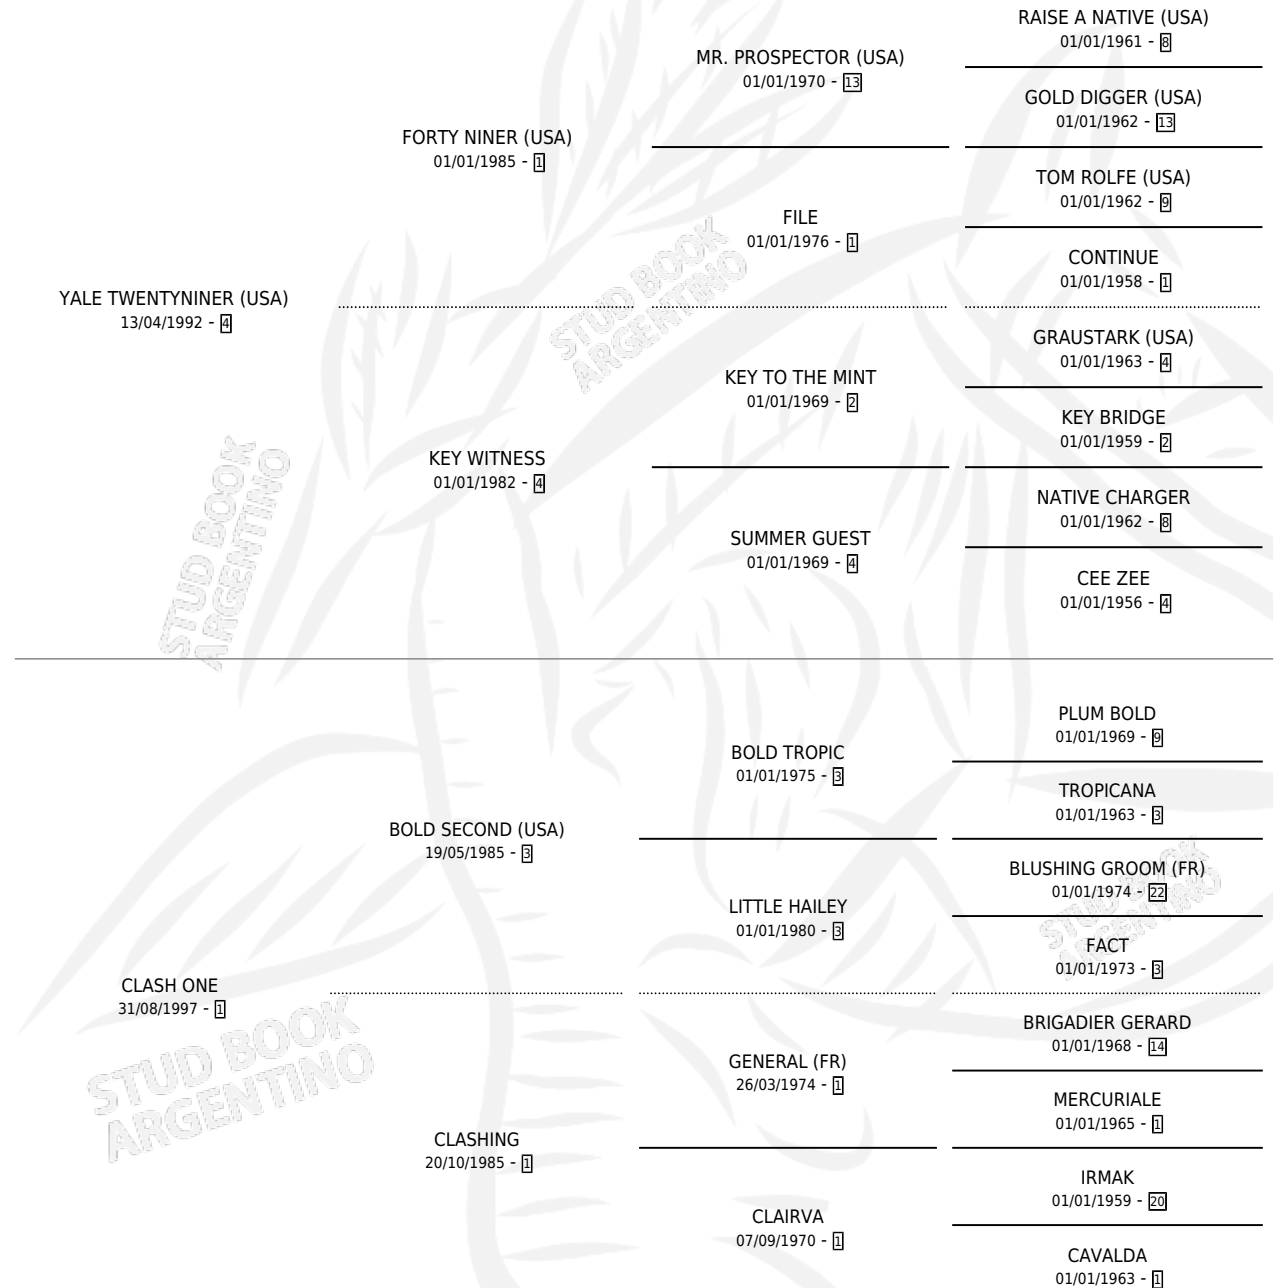 RAISE A NATIVE (USA)
01/01/1961 - 8
MR. PROSPECTOR (USA)
01/01/1970 - 13
GOLD DIGGER (USA)
01/01/1962 - 13
FORTY NINER (USA)
01/01/1985 - 1
TOM ROLFE (USA)
01/01/1962 - 9
FILE
01/01/1976 - 1
CONTINUE
01/01/1958 - 1
YALE TWENTYNINER (USA)
13/04/1992 - 4
GRAUSTARK (USA)
01/01/1963 - 4
KEY TO THE MINT
01/01/1969 - 2
KEY BRIDGE
01/01/1959 - 2
KEY WITNESS
01/01/1982 - 4
NATIVE CHARGER
01/01/1962 - 8
SUMMER GUEST
01/01/1969 - 4
CEE ZEE
01/01/1956 - 4
STUD BOOK
ARGENTINO
STUD BOOK
ARGENTINO
PLUM BOLD
01/01/1969 - 9
BOLD TROPIC
01/01/1975 - 3
TROPICANA
01/01/1963 - 3
BOLD SECOND (USA)
19/05/1985 - 3
BLUSHING GROOM (FR)
01/01/1974 - 22
LITTLE HAILEY
01/01/1980 - 3
FACT
01/01/1973 - 3
STUD BOOK
ARGENTINO
CLASH ONE
31/08/1997 - 1
BRIGADIER GERARD
01/01/1968 - 14
GENERAL (FR)
26/03/1974 - 1
MERCURIALE
01/01/1965 - 1
STUD BOOK
ARGENTINO
CLASHING
20/10/1985 - 1
IRMAK
01/01/1959 - 20
CLAIRVA
07/09/1970 - 1
CAVALDA
01/01/1963 - 1